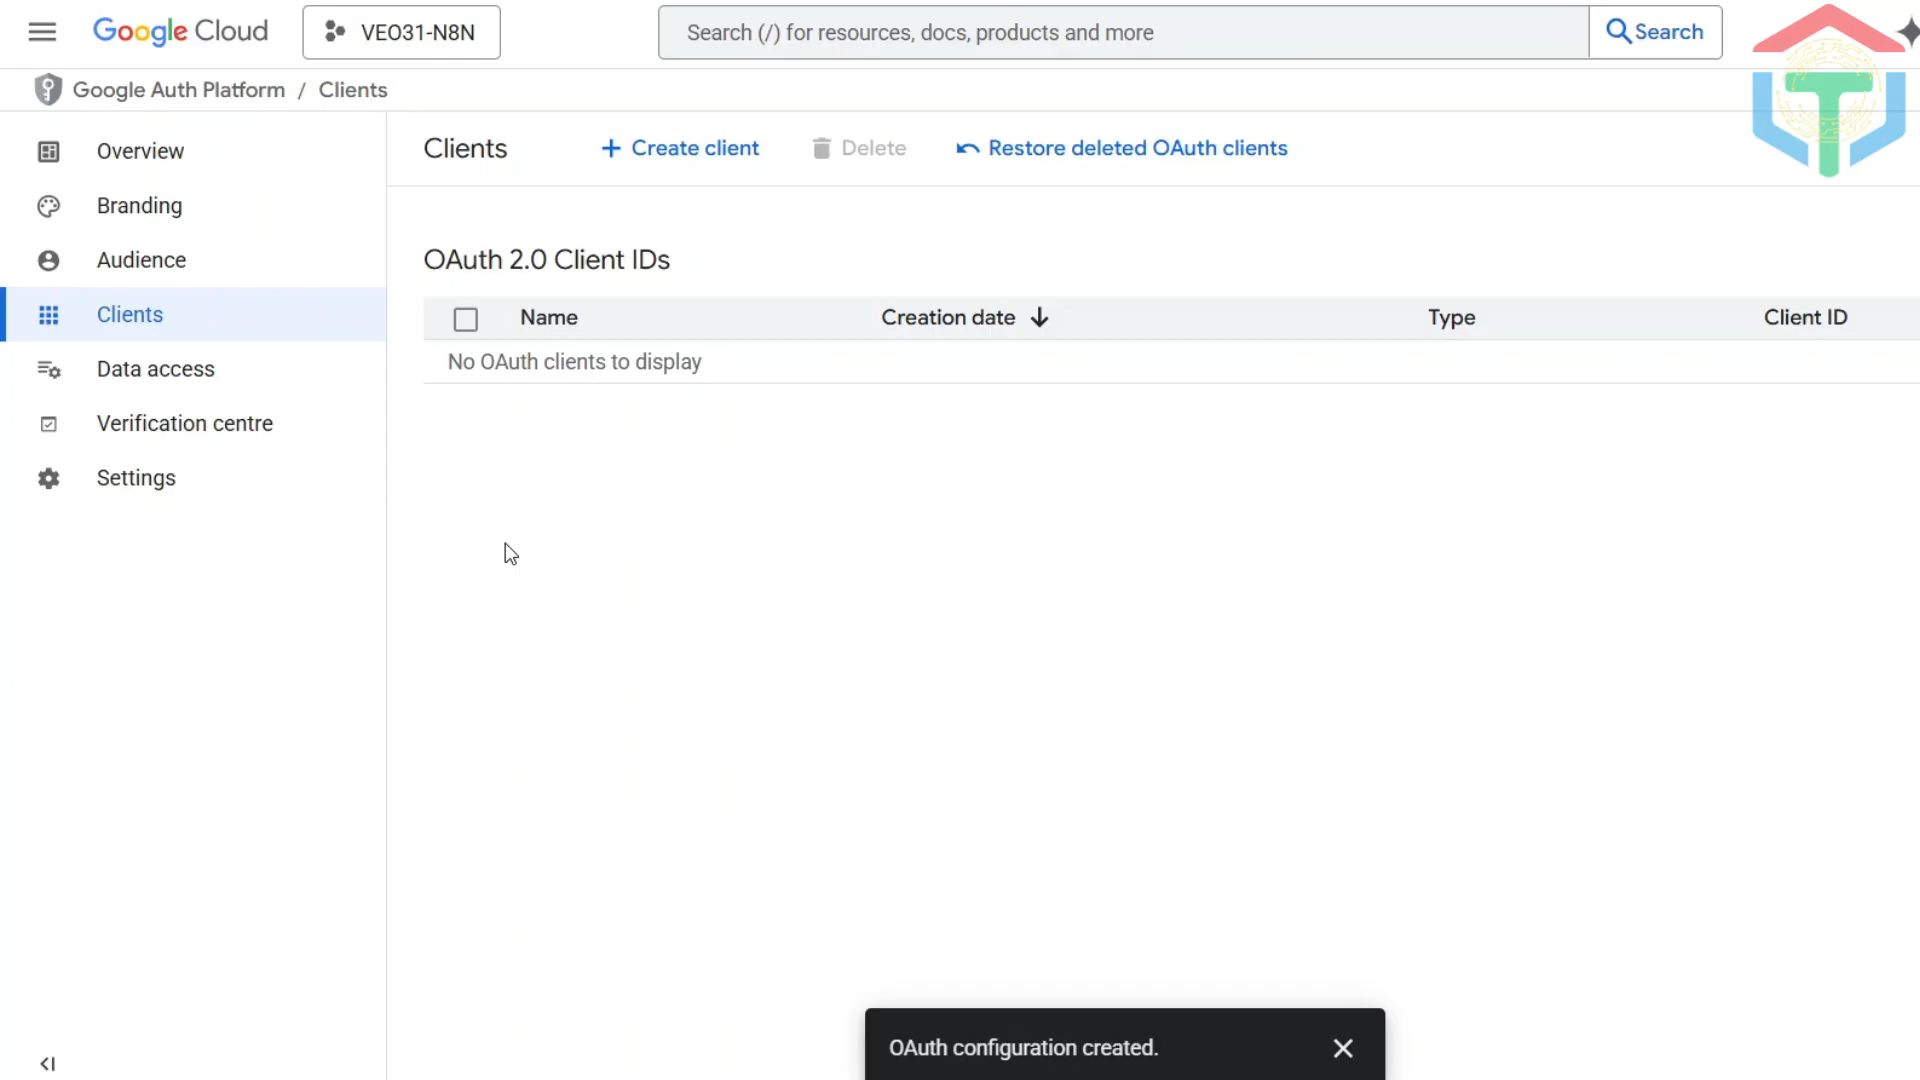 Google Cloud
VEO31-N8N
Search (/) for resources, docs, products and more
Search
Google Auth Platform / Clients
Overview
Branding
Audience
Clients
Data access
Verification centre
Settings
Clients
Create client
Delete
Restore deleted OAuth clients
OAuth 2.0 Client IDs
Name
Creation date
Type
Client ID
No OAuth clients to display
OAuth configuration created.